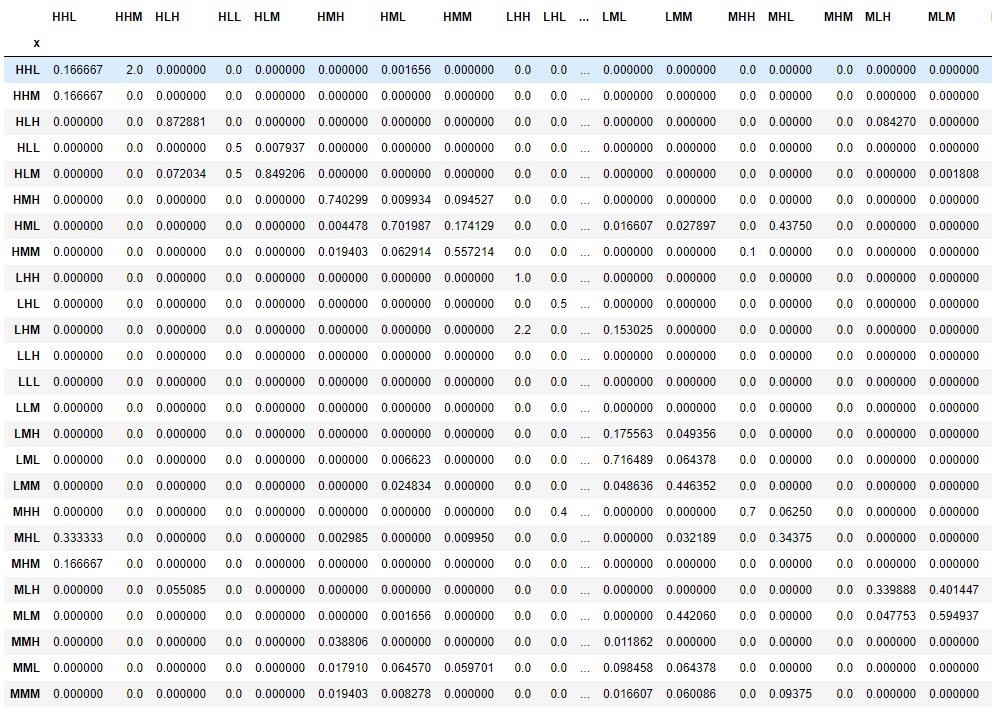 HHL HHM HLH HLL HLM HMH HML HMM LHH LHL ... LML LMM MHH MHL MHM MLH MLM
x
HHL 0.166667 2.0 0.000000 0.0 0.000000 0.000000 0.001656 0.000000 0.0 0.0 ... 0.000000 0.000000 0.0 0.00000 0.0 0.000000 0.000000
HHM 0.166667 0.0 0.000000 0.0 0.000000 0.000000 0.000000 0.000000 0.0 0.0 ... 0.000000 0.000000 0.0 0.00000 0.0 0.000000 0.000000
HLH 0.000000 0.0 0.872881 0.0 0.000000 0.000000 0.000000 0.000000 0.0 0.0 ... 0.000000 0.000000 0.0 0.00000 0.0 0.084270 0.000000
HLL 0.000000 0.0 0.000000 0.5 0.007937 0.000000 0.000000 0.000000 0.0 0.0 ... 0.000000 0.000000 0.0 0.00000 0.0 0.000000 0.000000
HLM 0.000000 0.0 0.072034 0.5 0.849206 0.000000 0.000000 0.000000 0.0 0.0 ... 0.000000 0.000000 0.0 0.00000 0.0 0.000000 0.001808
HMH 0.000000 0.0 0.000000 0.0 0.000000 0.740299 0.009934 0.094527 0.0 0.0 ... 0.000000 0.000000 0.0 0.00000 0.0 0.000000 0.000000
HML 0.000000 0.0 0.000000 0.0 0.000000 0.004478 0.701987 0.174129 0.0 0.0 ... 0.016607 0.027897 0.0 0.43750 0.0 0.000000 0.000000
HMM 0.000000 0.0 0.000000 0.0 0.000000 0.019403 0.062914 0.557214 0.0 0.0 ... 0.000000 0.000000 0.1 0.00000 0.0 0.000000 0.000000
LHH 0.000000 0.0 0.000000 0.0 0.000000 0.000000 0.000000 0.000000 1.0 0.0 ... 0.000000 0.000000 0.0 0.00000 0.0 0.000000 0.000000
LHL 0.000000 0.0 0.000000 0.0 0.000000 0.000000 0.000000 0.000000 0.0 0.5 ... 0.000000 0.000000 0.0 0.00000 0.0 0.000000 0.000000
LHM 0.000000 0.0 0.000000 0.0 0.000000 0.000000 0.000000 0.000000 2.2 0.0 ... 0.153025 0.000000 0.0 0.00000 0.0 0.000000 0.000000
LLH 0.000000 0.0 0.000000 0.0 0.000000 0.000000 0.000000 0.000000 0.0 0.0 ... 0.000000 0.000000 0.0 0.00000 0.0 0.000000 0.000000
LLL 0.000000 0.0 0.000000 0.0 0.000000 0.000000 0.000000 0.000000 0.0 0.0 ... 0.000000 0.000000 0.0 0.00000 0.0 0.000000 0.000000
LLM 0.000000 0.0 0.000000 0.0 0.000000 0.000000 0.000000 0.000000 0.0 0.0 ... 0.000000 0.000000 0.0 0.00000 0.0 0.000000 0.000000
LMH 0.000000 0.0 0.000000 0.0 0.000000 0.000000 0.000000 0.000000 0.0 0.0 ... 0.175563 0.049356 0.0 0.00000 0.0 0.000000 0.000000
LML 0.000000 0.0 0.000000 0.0 0.000000 0.000000 0.006623 0.000000 0.0 0.0 ... 0.716489 0.064378 0.0 0.00000 0.0 0.000000 0.000000
LMM 0.000000 0.0 0.000000 0.0 0.000000 0.000000 0.024834 0.000000 0.0 0.0 ... 0.048636 0.446352 0.0 0.00000 0.0 0.000000 0.000000
MHH 0.000000 0.0 0.000000 0.0 0.000000 0.000000 0.000000 0.000000 0.0 0.4 ... 0.000000 0.000000 0.7 0.06250 0.0 0.000000 0.000000
MHL 0.333333 0.0 0.000000 0.0 0.000000 0.002985 0.000000 0.009950 0.0 0.0 ... 0.000000 0.032189 0.0 0.34375 0.0 0.000000 0.000000
MHM 0.166667 0.0 0.000000 0.0 0.000000 0.000000 0.000000 0.000000 0.0 0.0 ... 0.000000 0.000000 0.0 0.00000 0.0 0.000000 0.000000
MLH 0.000000 0.0 0.055085 0.0 0.000000 0.000000 0.000000 0.000000 0.0 0.0 ... 0.000000 0.000000 0.0 0.00000 0.0 0.339888 0.401447
MLM 0.000000 0.0 0.000000 0.0 0.000000 0.000000 0.001656 0.000000 0.0 0.0 ... 0.000000 0.442060 0.0 0.00000 0.0 0.047753 0.594937
MMH 0.000000 0.0 0.000000 0.0 0.000000 0.038806 0.000000 0.000000 0.0 0.0 ... 0.011862 0.000000 0.0 0.00000 0.0 0.000000 0.000000
MML 0.000000 0.0 0.000000 0.0 0.000000 0.017910 0.064570 0.059701 0.0 0.0 ... 0.098458 0.064378 0.0 0.00000 0.0 0.000000 0.000000
MMM 0.000000 0.0 0.000000 0.0 0.000000 0.019403 0.008278 0.000000 0.0 0.0 ... 0.016607 0.060086 0.0 0.09375 0.0 0.000000 0.000000